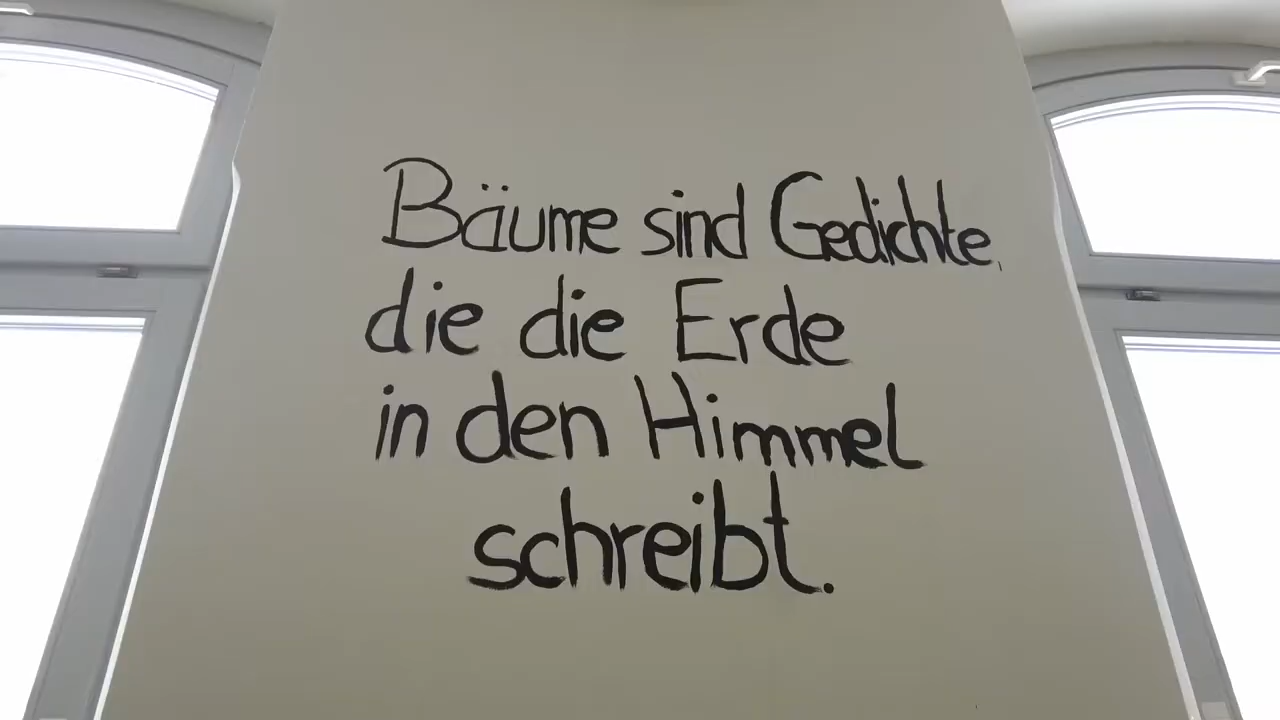 Bäume sind Gedichte,
die die Erde
in den Himmel
schreibt.